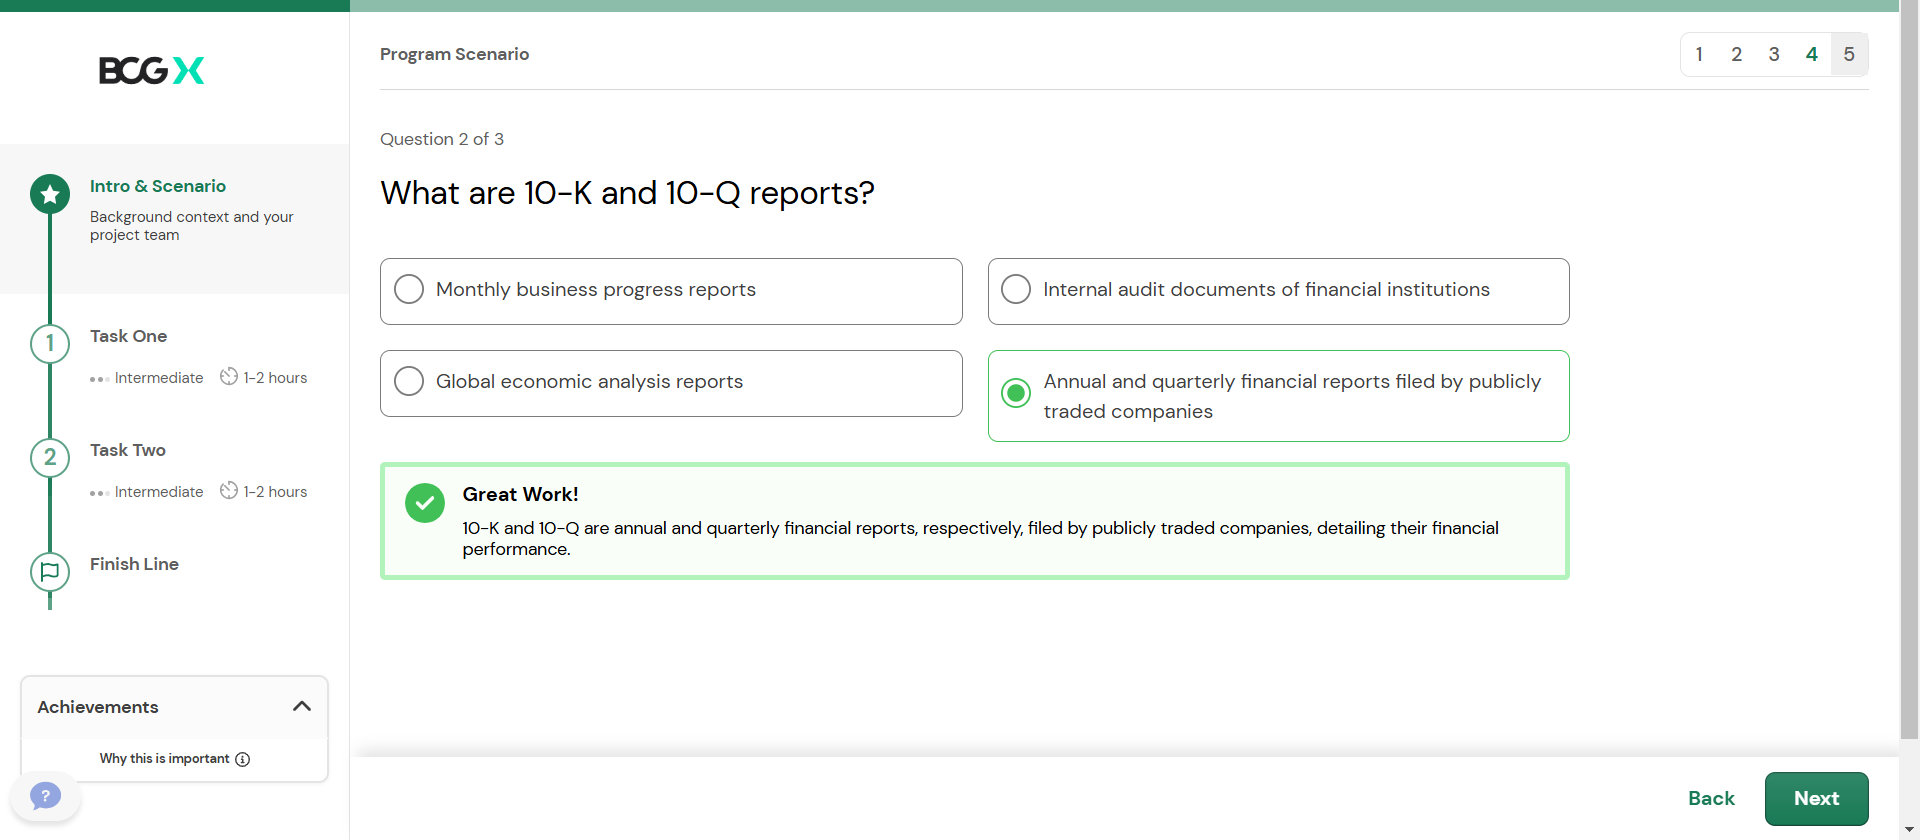 BCG X
Program Scenario
1 2 3 4 5
Intro & Scenario
Background context and your
project team
1
Task One
Intermediate 1-2 hours
2
Task Two
Intermediate 1-2 hours
Finish Line
Achievements
Why this is important
?
Question 2 of 3
What are 10-K and 10-Q reports?
Monthly business progress reports
Internal audit documents of financial institutions
Global economic analysis reports
Annual and quarterly financial reports filed by publicly
traded companies
Great Work!
10-K and 10-Q are annual and quarterly financial reports, respectively, filed by publicly traded companies, detailing their financial
performance.
Back
Next